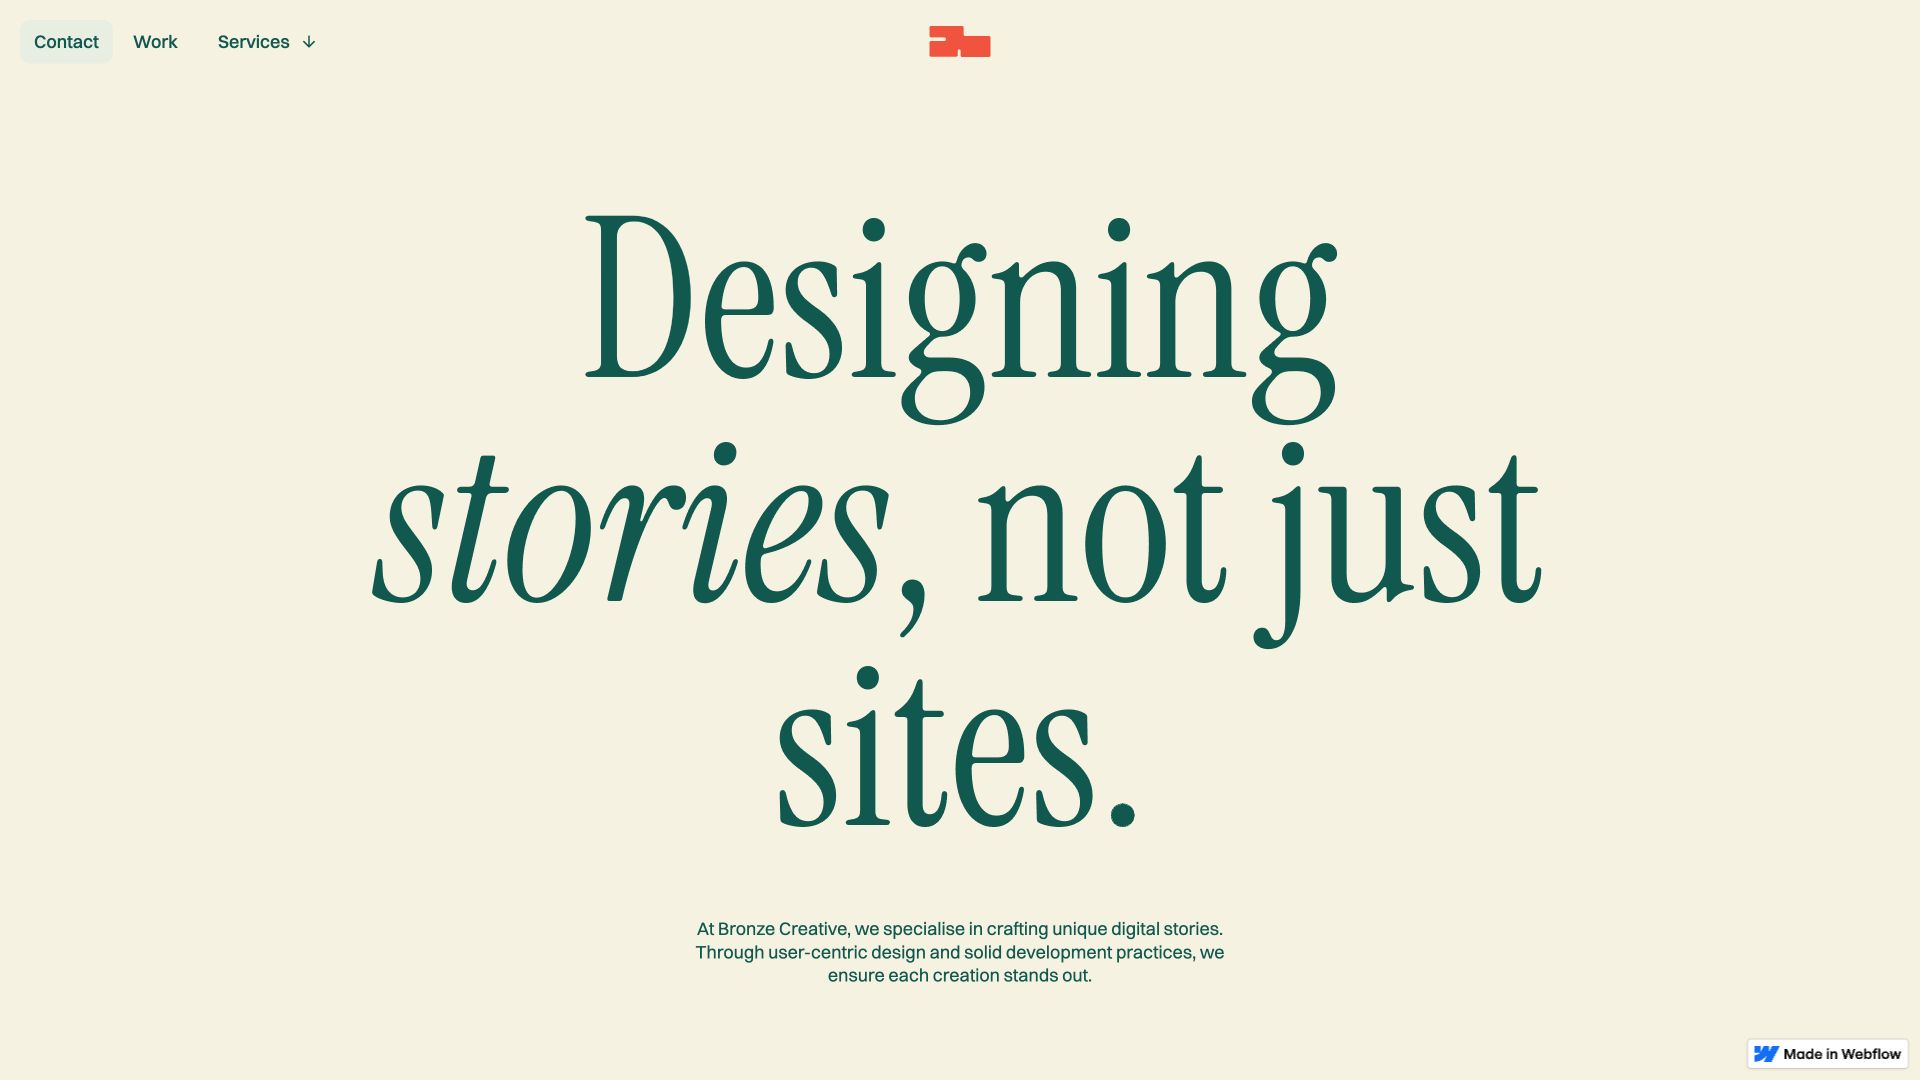 Contact
Work
Services ↓
Designing
stories, not just
sites.
At Bronze Creative, we specialise in crafting unique digital stories.
Through user-centric design and solid development practices, we
ensure each creation stands out.
Made in Webflow